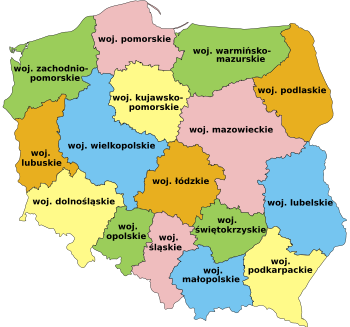 woj. pomorskie
woj. warmińsko-
mazurskie
woj. zachodnio-
pomorskie
woj. podlaskie
woj. kujawsko-
pomorskie
woj. mazowieckie
woj. wielkopolskie
woj.
lubuskie
woj. łódzkie
woj. dolnośląskie
woj. lubelskie
woj.
opolskie
woj.
śląskie
woj.
świętokrzyskie
woj.
małopolskie
woj.
podkarpackie